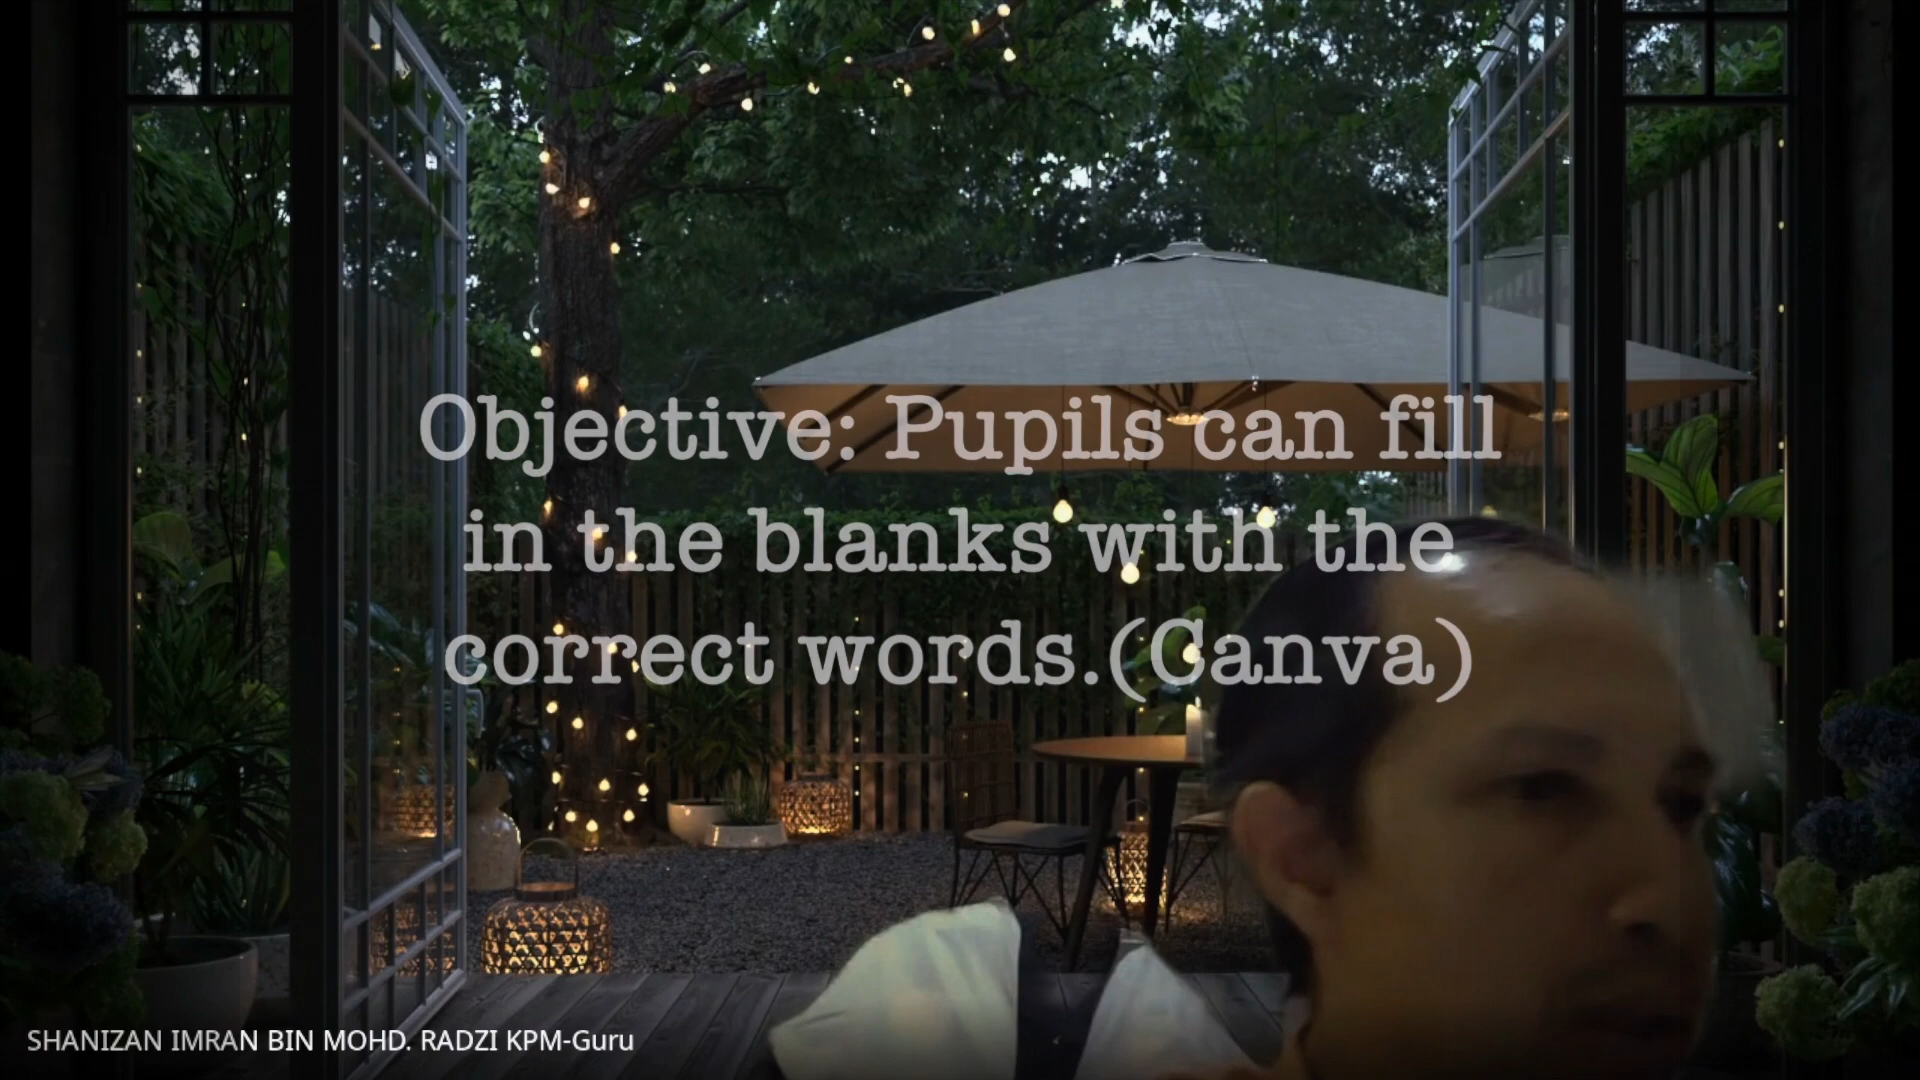 Objective: Pupils can fill
in the blanks with the
correct words.(Canva)
SHANIZAN IMRAN BIN MOHD. RADZI KPM-Guru